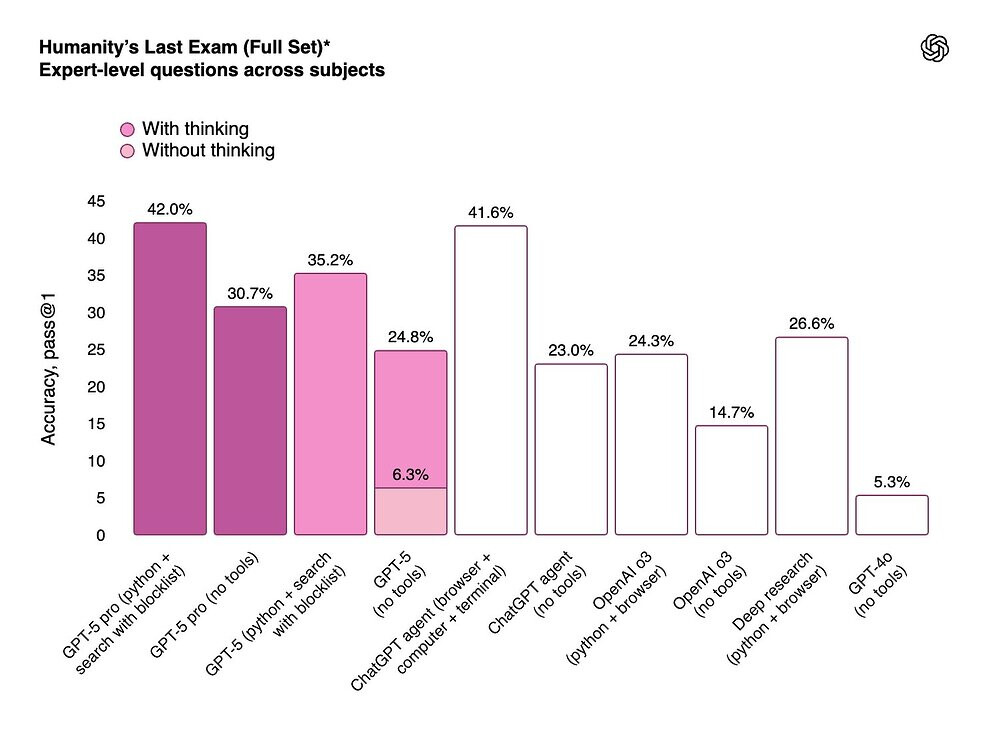 Humanity’s Last Exam (Full Set)*
Expert-level questions across subjects
With thinking
Without thinking
Accuracy, pass@1
45
40
35
30
25
20
15
10
5
0
42.0%
30.7%
35.2%
24.8%
6.3%
41.6%
23.0%
24.3%
14.7%
26.6%
5.3%
GPT-5 pro (python +
search with blocklist)
GPT-5 pro (no tools)
GPT-5 (python + search
with blocklist)
GPT-5
(no tools)
ChatGPT agent (browser +
computer + terminal)
ChatGPT agent
(no tools)
OpenAI o3
(python + browser)
OpenAI o3
(no tools)
Deep research
(python + browser)
GPT-4o
(no tools)